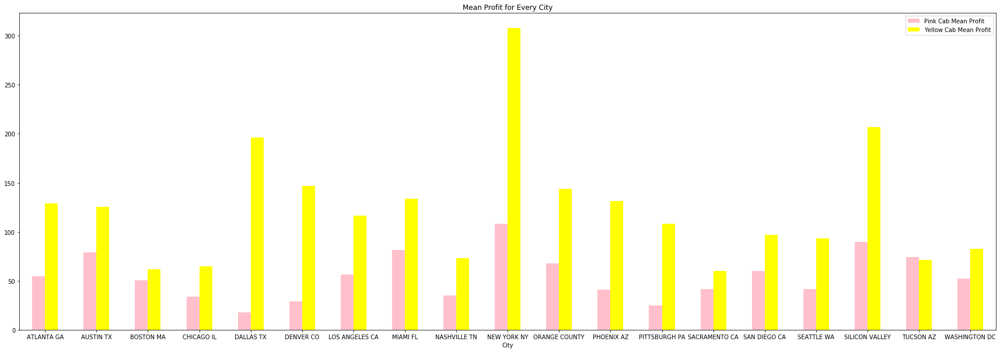 Mean Profit for Every City
Pink Cab Mean Profit
Yellow Cab Mean Profit
300
250
200
150
100
50
0
ATLANTA GA AUSTIN TX BOSTON MA CHICAGO IL DALLAS TX DENVER CO LOS ANGELES CA MIAMI FL NASHVILLE TN NEW YORK NY ORANGE COUNTY PHOENIX AZ PITTSBURGH PA SACRAMENTO CA SAN DIEGO CA SEATTLE WA SILICON VALLEY TUCSON AZ WASHINGTON DC
City